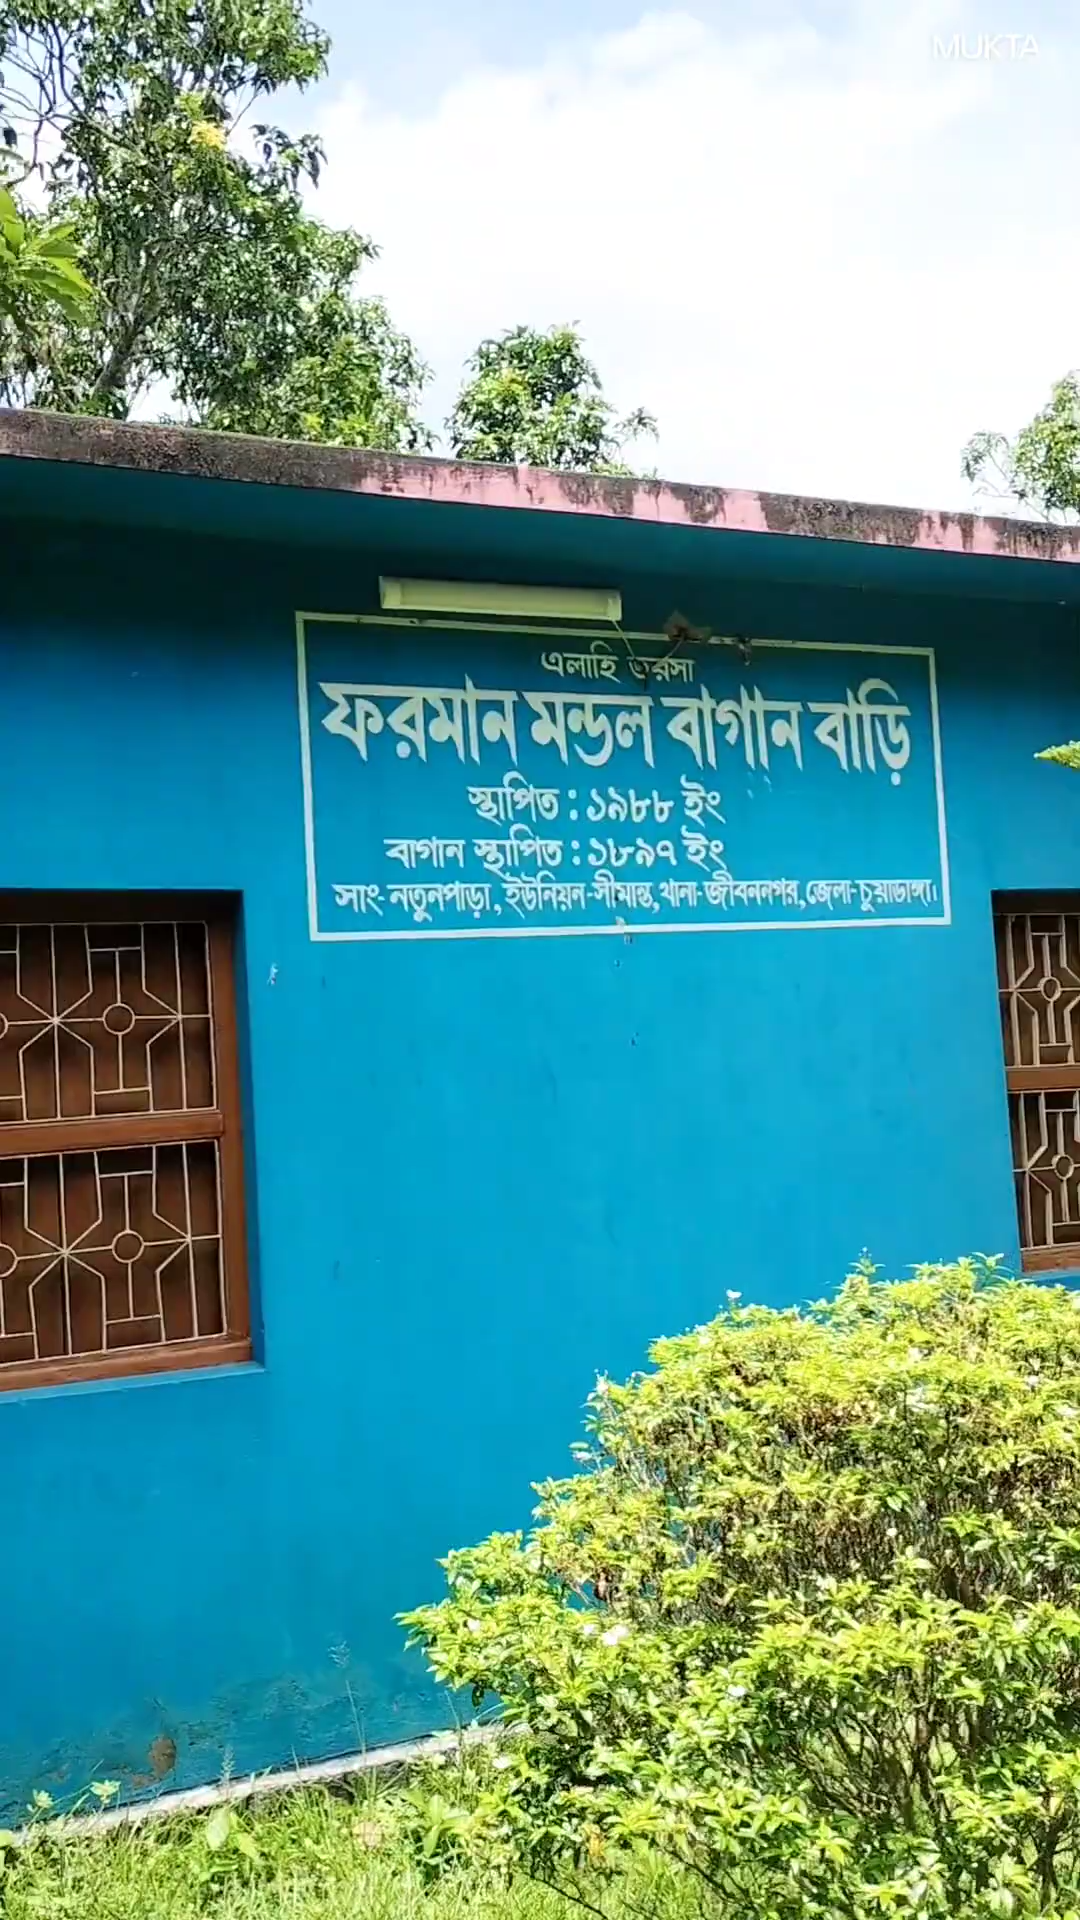 MUKTA
এলাহি ভরসা
ফরমান মন্ডল বাগান বাড়ি
স্থাপিত : ১৯৮৮ ইং
বাগান স্থাপিত : ১৮৯৭ ইং
সাং- নতুনপাড়া, ইউনিয়ন-সীমান্ত, থানা-জীবননগর, জেলা-চুয়াডাঙ্গা।